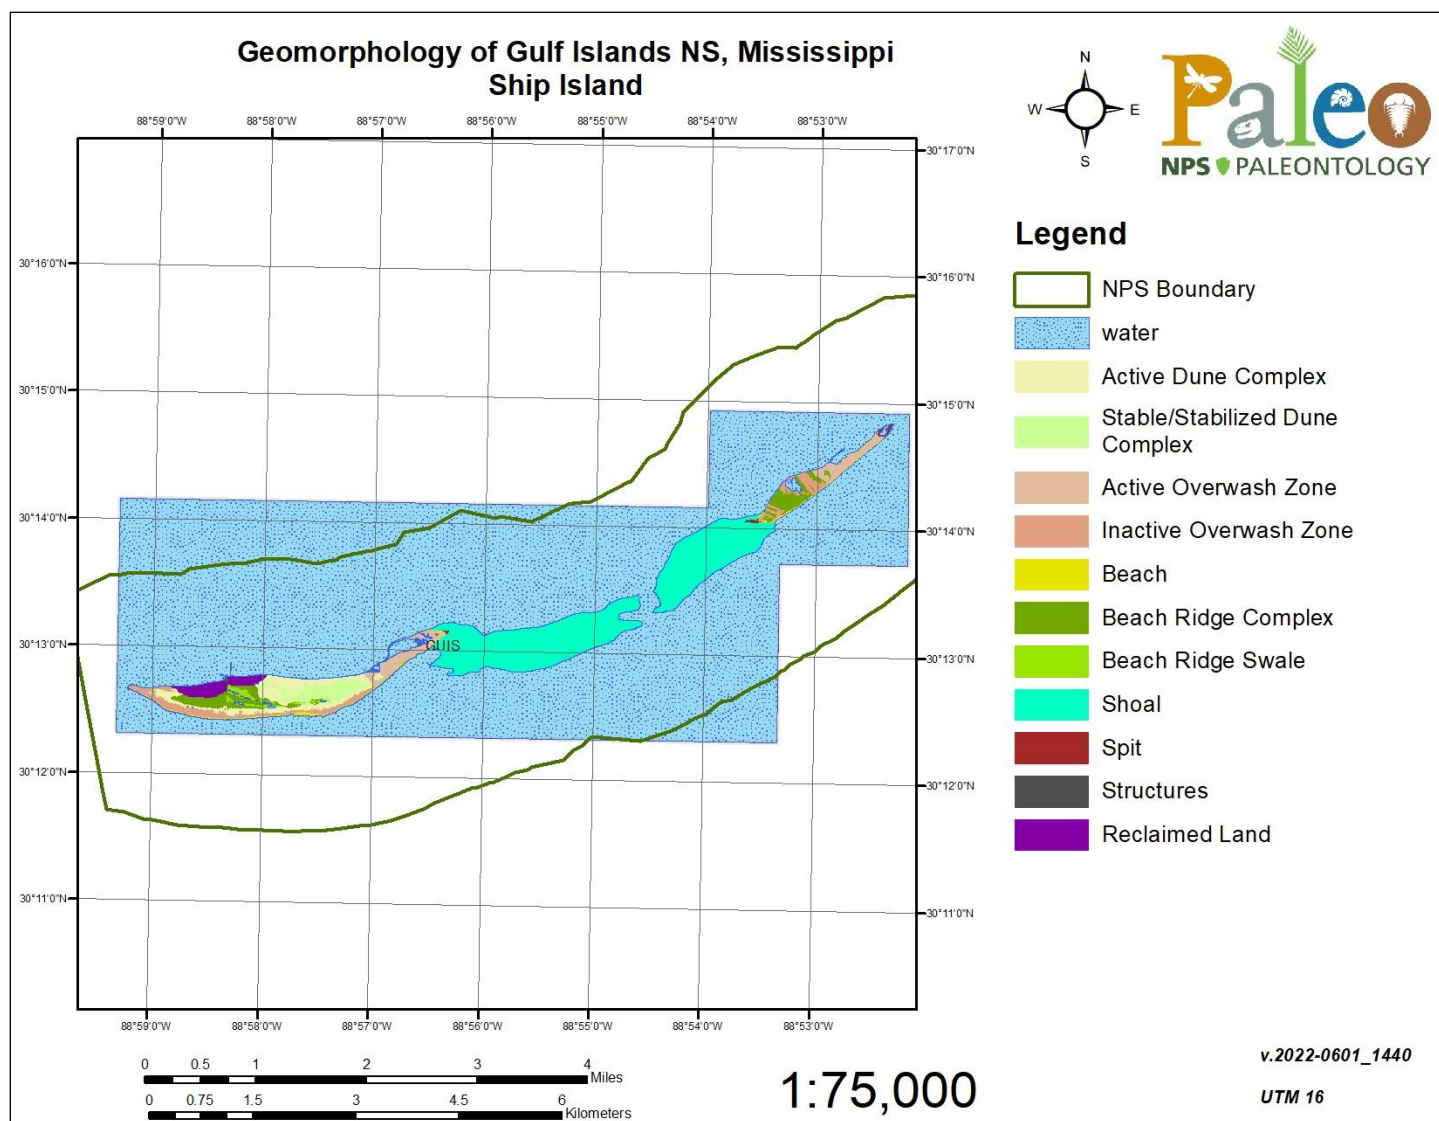 Geomorphology of Gulf Islands NS, Mississippi
Ship Island
N
W E
S
Paleo
NPS PALEONTOLOGY
88°59'0"W 88°58'0"W 88°57'0"W 88°56'0"W 88°55'0"W 88°54'0"W 88°53'0"W
30°17'0"N
30°16'0"N 30°16'0"N
30°15'0"N 30°15'0"N
30°14'0"N 30°14'0"N
30°13'0"N 30°13'0"N
GUIS
30°12'0"N 30°12'0"N
30°11'0"N 30°11'0"N
88°59'0"W 88°58'0"W 88°57'0"W 88°56'0"W 88°55'0"W 88°54'0"W 88°53'0"W
Legend
NPS Boundary
water
Active Dune Complex
Stable/Stabilized Dune
Complex
Active Overwash Zone
Inactive Overwash Zone
Beach
Beach Ridge Complex
Beach Ridge Swale
Shoal
Spit
Structures
Reclaimed Land
0 0.5 1 2 3 4
Miles
0 0.75 1.5 3 4.5 6
Kilometers
1:75,000
v.2022-0601_1440
UTM 16